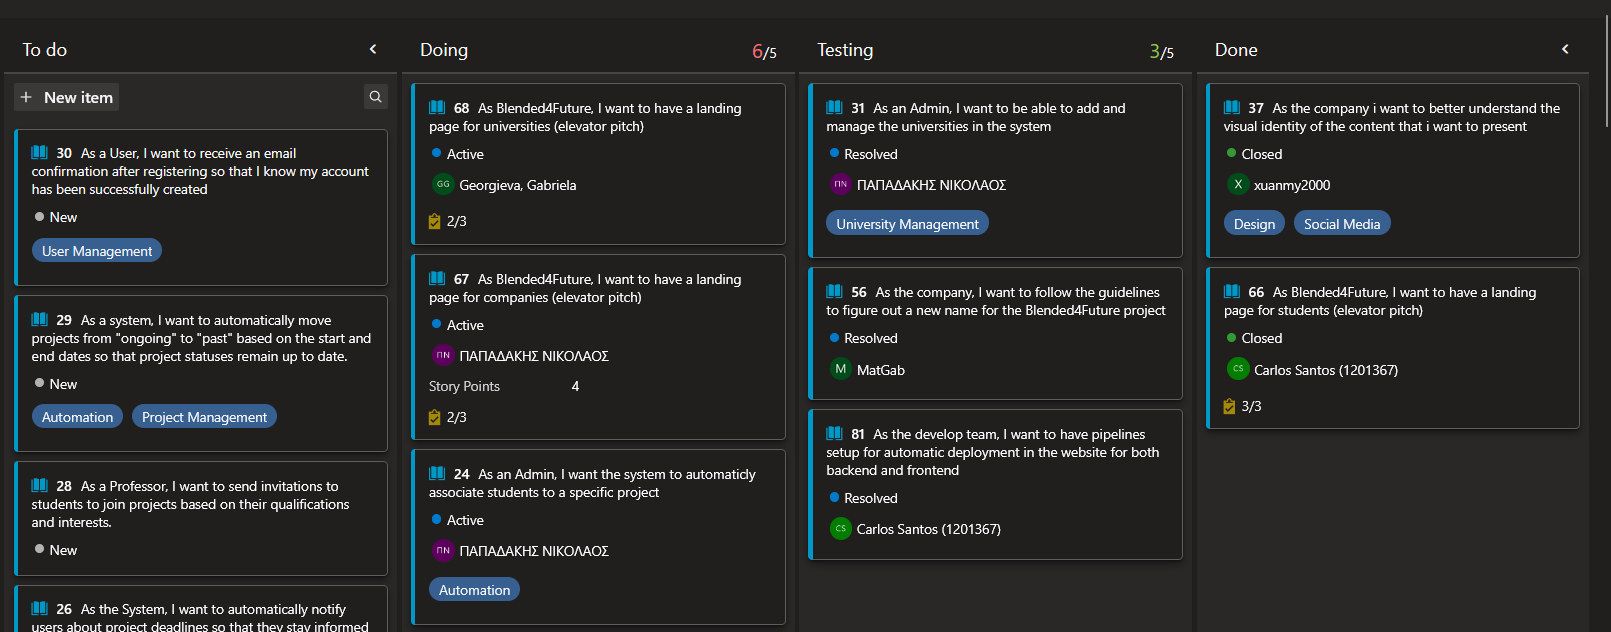 To do
New item
30 As a User, I want to receive an email
confirmation after registering so that I know my account
has been successfully created
New
User Management
29 As a system, I want to automatically move
projects from "ongoing" to "past" based on the start and
end dates so that project statuses remain up to date.
New
Automation Project Management
28 As a Professor, I want to send invitations to
students to join projects based on their qualifications
and interests.
New
26 As the System, I want to automatically notify
users about project deadlines so that they stay informed
Doing 6/5
68 As Blended4Future, I want to have a landing
page for universities (elevator pitch)
Active
GG Georgieva, Gabriela
2/3
67 As Blended4Future, I want to have a landing
page for companies (elevator pitch)
Active
ΠΝ ΠΑΠΑΔΑΚΗΣ ΝΙΚΟΛΑΟΣ
Story Points 4
2/3
24 As an Admin, I want the system to automaticly
associate students to a specific project
Active
ΠΝ ΠΑΠΑΔΑΚΗΣ ΝΙΚΟΛΑΟΣ
Automation
Testing 3/5
31 As an Admin, I want to be able to add and
manage the universities in the system
Resolved
ΠΝ ΠΑΠΑΔΑΚΗΣ ΝΙΚΟΛΑΟΣ
University Management
56 As the company, I want to follow the guidelines
to figure out a new name for the Blended4Future project
Resolved
M MatGab
81 As the develop team, I want to have pipelines
setup for automatic deployment in the website for both
backend and frontend
Resolved
CS Carlos Santos (1201367)
Done
37 As the company i want to better understand the
visual identity of the content that i want to present
Closed
X xuanmy2000
Design Social Media
66 As Blended4Future, I want to have a landing
page for students (elevator pitch)
Closed
CS Carlos Santos (1201367)
3/3